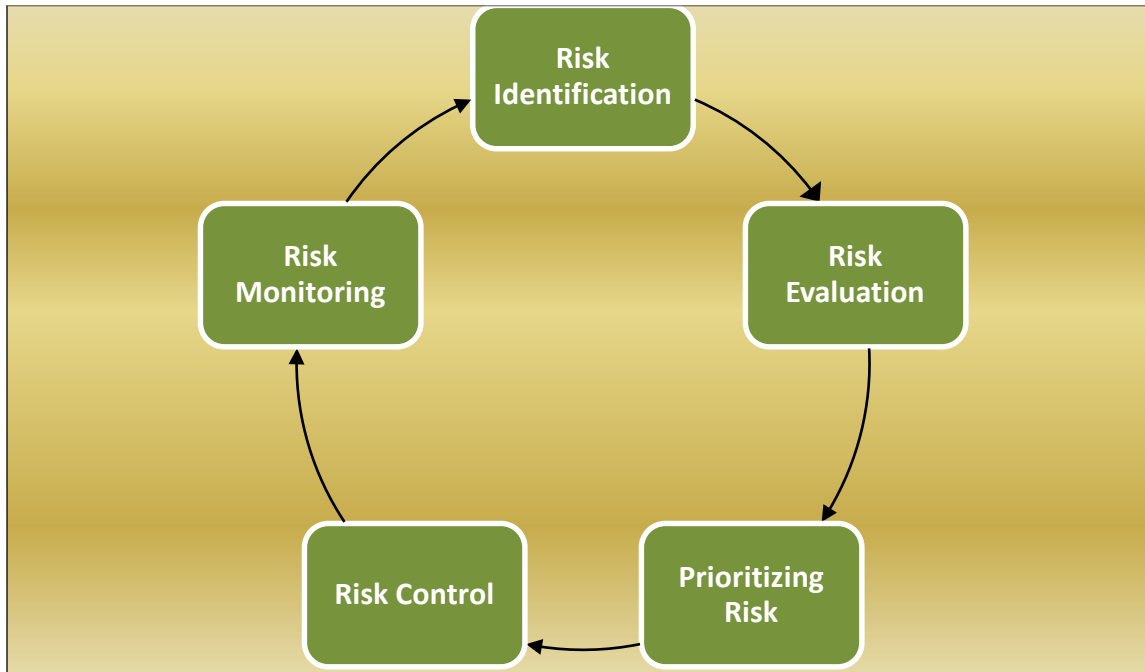 Risk
Identification
Risk
Evaluation
Prioritizing
Risk
Risk Control
Risk
Monitoring